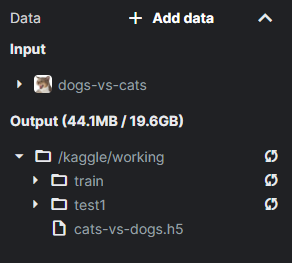 Data + Add data
Input
dogs-vs-cats
Output (44.1MB / 19.6GB)
/kaggle/working
train
test1
cats-vs-dogs.h5